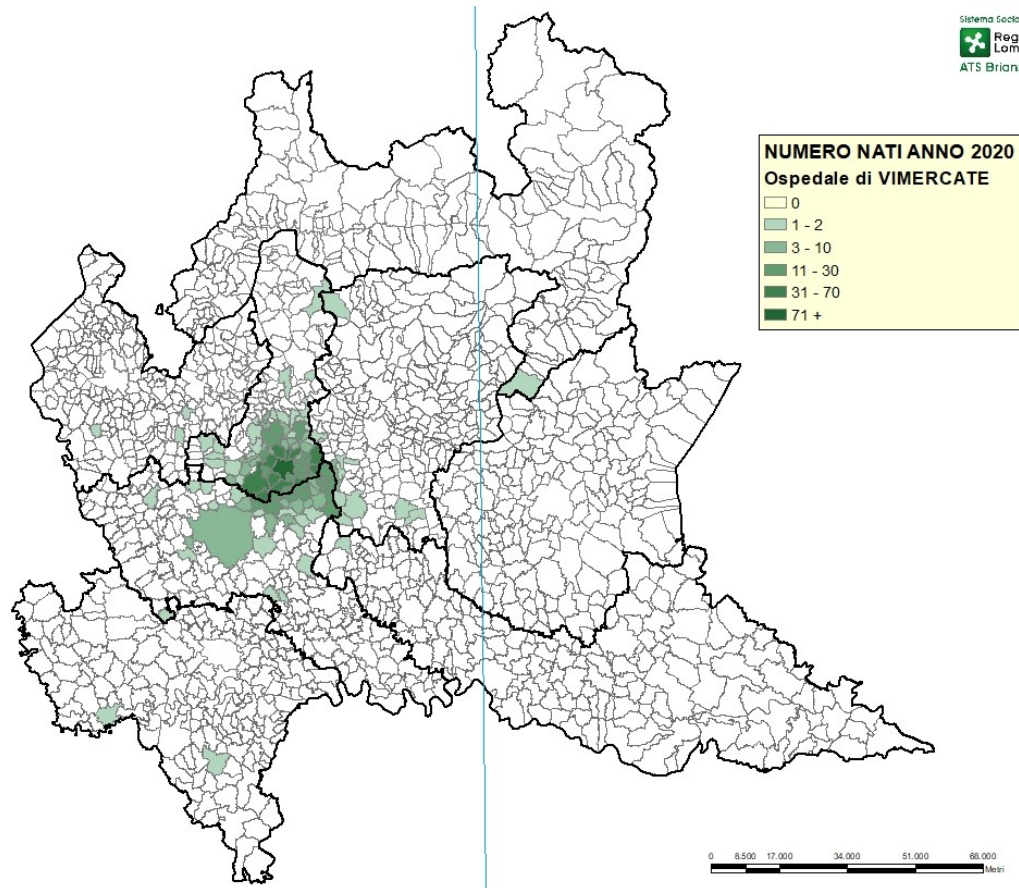 Sistema Socio
Reg
Lom
ATS Brian
NUMERO NATI ANNO 2020
Ospedale di VIMERCATE
0
1 - 2
3 - 10
11 - 30
31 - 70
71 +
0 8.500 17.000 34.000 51.000 68.000
Metri